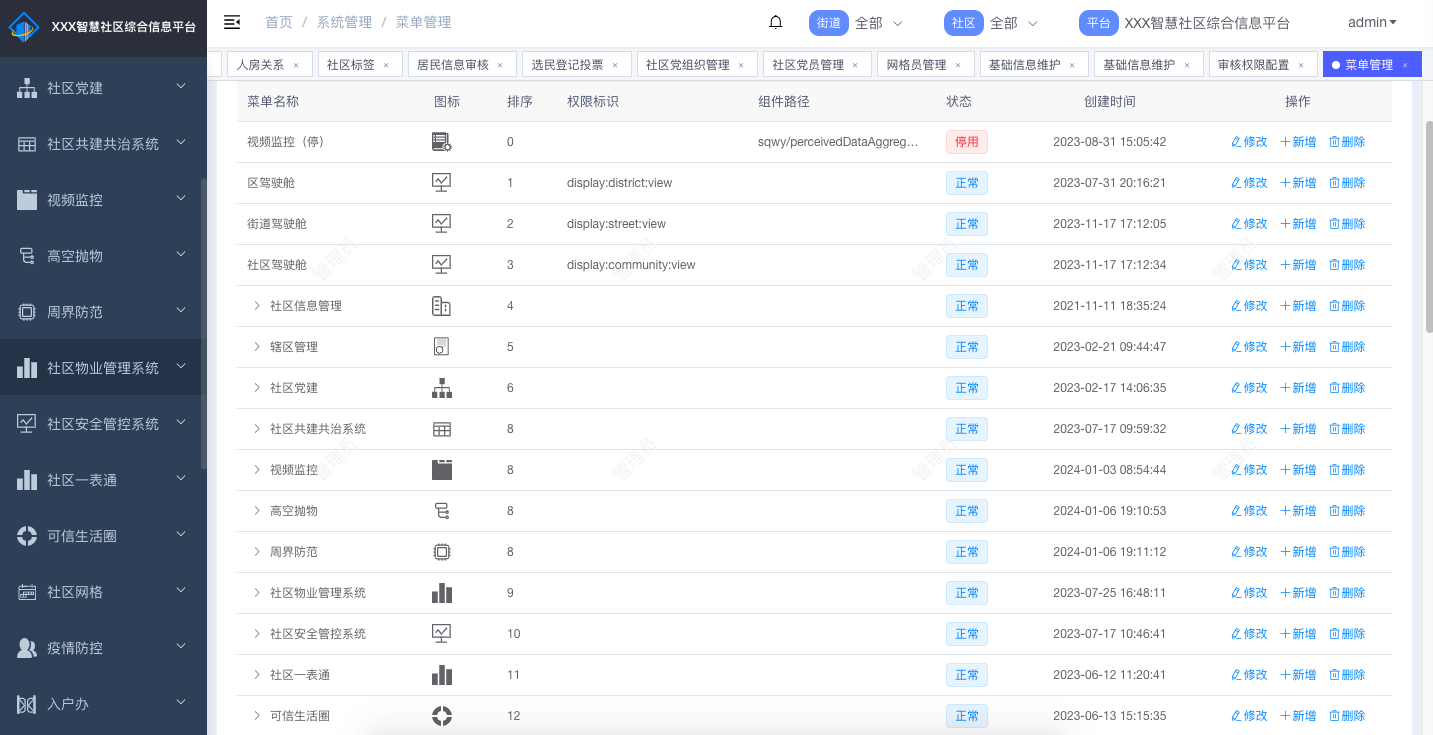 XXX智慧社区综合信息平台
首页 / 系统管理 / 菜单管理
街道 全部 社区 全部 平台 XXX智慧社区综合信息平台 admin
人房关系 × 社区标签 × 居民信息审核 × 选民登记投票 × 社区党组织管理 × 社区党员管理 × 网格员管理 × 基础信息维护 × 基础信息维护 × 审核权限配置 × 菜单管理 ×
社区党建
社区共建共治系统
视频监控
高空抛物
周界防范
社区物业管理系统
社区安全管控系统
社区一表通
可信生活圈
社区网格
疫情防控
入户办
菜单名称 图标 排序 权限标识 组件路径 状态 创建时间 操作
视频监控（停） 0 sqwy/perceivedDataAggreg... 停用 2023-08-31 15:05:42 修改 新增 删除
区驾驶舱 1 display:district:view 正常 2023-07-31 20:16:21 修改 新增 删除
街道驾驶舱 2 display:street:view 正常 2023-11-17 17:12:05 修改 新增 删除
社区驾驶舱 3 display:community:view 正常 2023-11-17 17:12:34 修改 新增 删除
社区信息管理 4 正常 2021-11-11 18:35:24 修改 新增 删除
辖区管理 5 正常 2023-02-21 09:44:47 修改 新增 删除
社区党建 6 正常 2023-02-17 14:06:35 修改 新增 删除
社区共建共治系统 8 正常 2023-07-17 09:59:32 修改 新增 删除
视频监控 8 正常 2024-01-03 08:54:44 修改 新增 删除
高空抛物 8 正常 2024-01-06 19:10:53 修改 新增 删除
周界防范 8 正常 2024-01-06 19:11:12 修改 新增 删除
社区物业管理系统 9 正常 2023-07-25 16:48:11 修改 新增 删除
社区安全管控系统 10 正常 2023-07-17 10:46:41 修改 新增 删除
社区一表通 11 正常 2023-06-12 11:20:41 修改 新增 删除
可信生活圈 12 正常 2023-06-13 15:15:35 修改 新增 删除
管理员 管理员 管理员 管理员
管理员 管理员 管理员 管理员